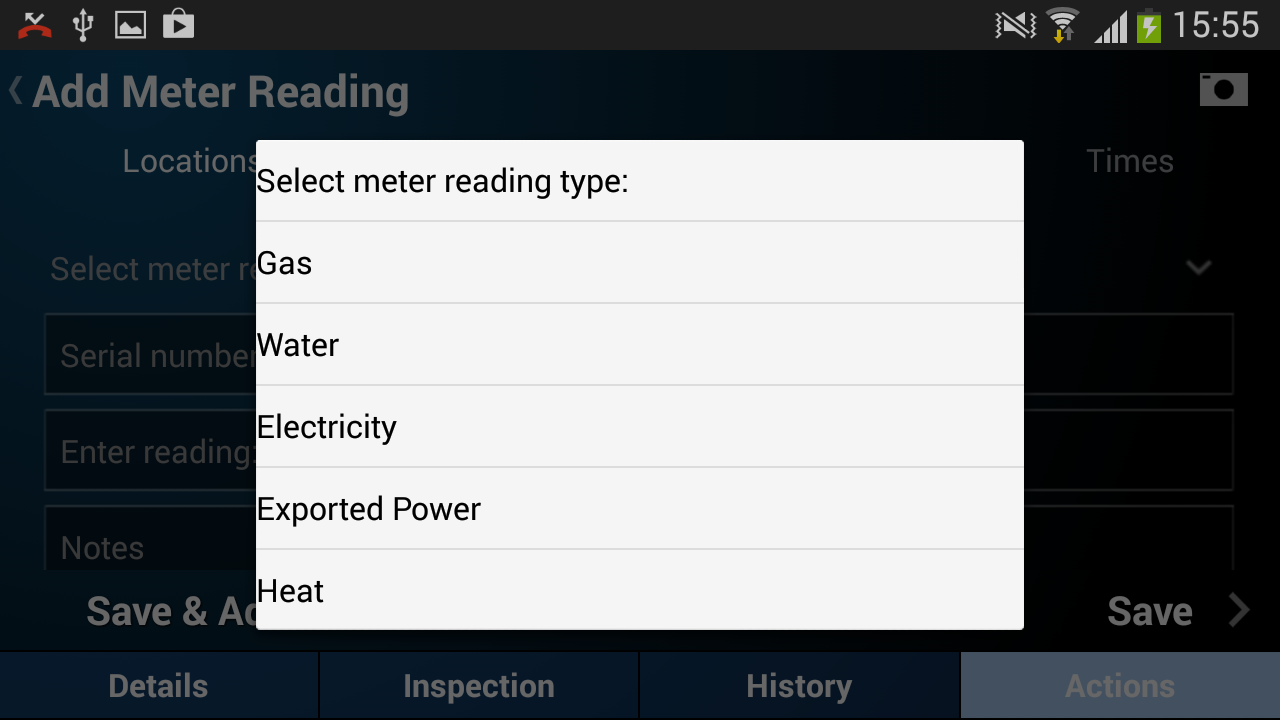 15:55
Add Meter Reading
Locations
Times
Select meter reading type:
Select meter re
Gas
Serial number
Water
Enter reading:
Electricity
Exported Power
Notes
Heat
Save & Ad
Save
Details
Inspection
History
Actions